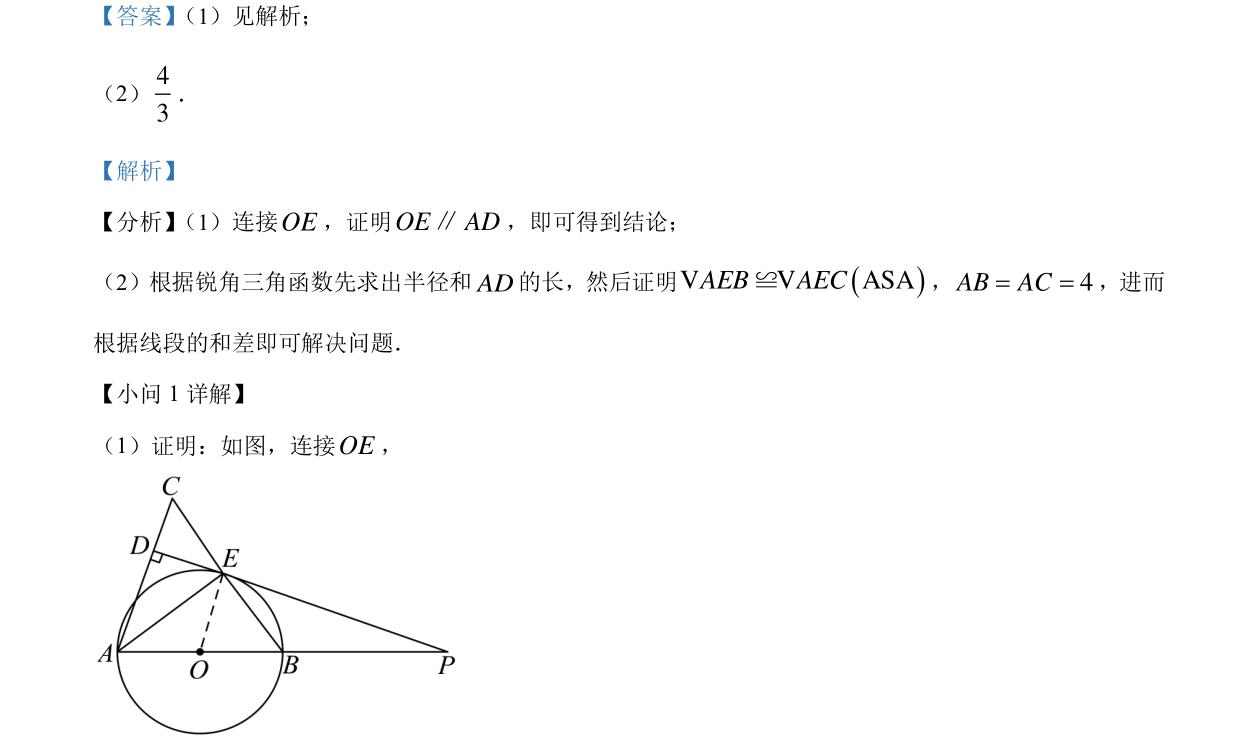 【答案】（1）见解析；
（2）4/3．
【解析】
【分析】（1）连接OE，证明OE∥AD，即可得到结论；
（2）根据锐角三角函数先求出半径和AD的长，然后证明VAEB≌VAEC(ASA)，AB=AC=4，进而
根据线段的和差即可解决问题．
【小问1详解】
（1）证明：如图，连接OE，
C
D
E
A
O
B
P